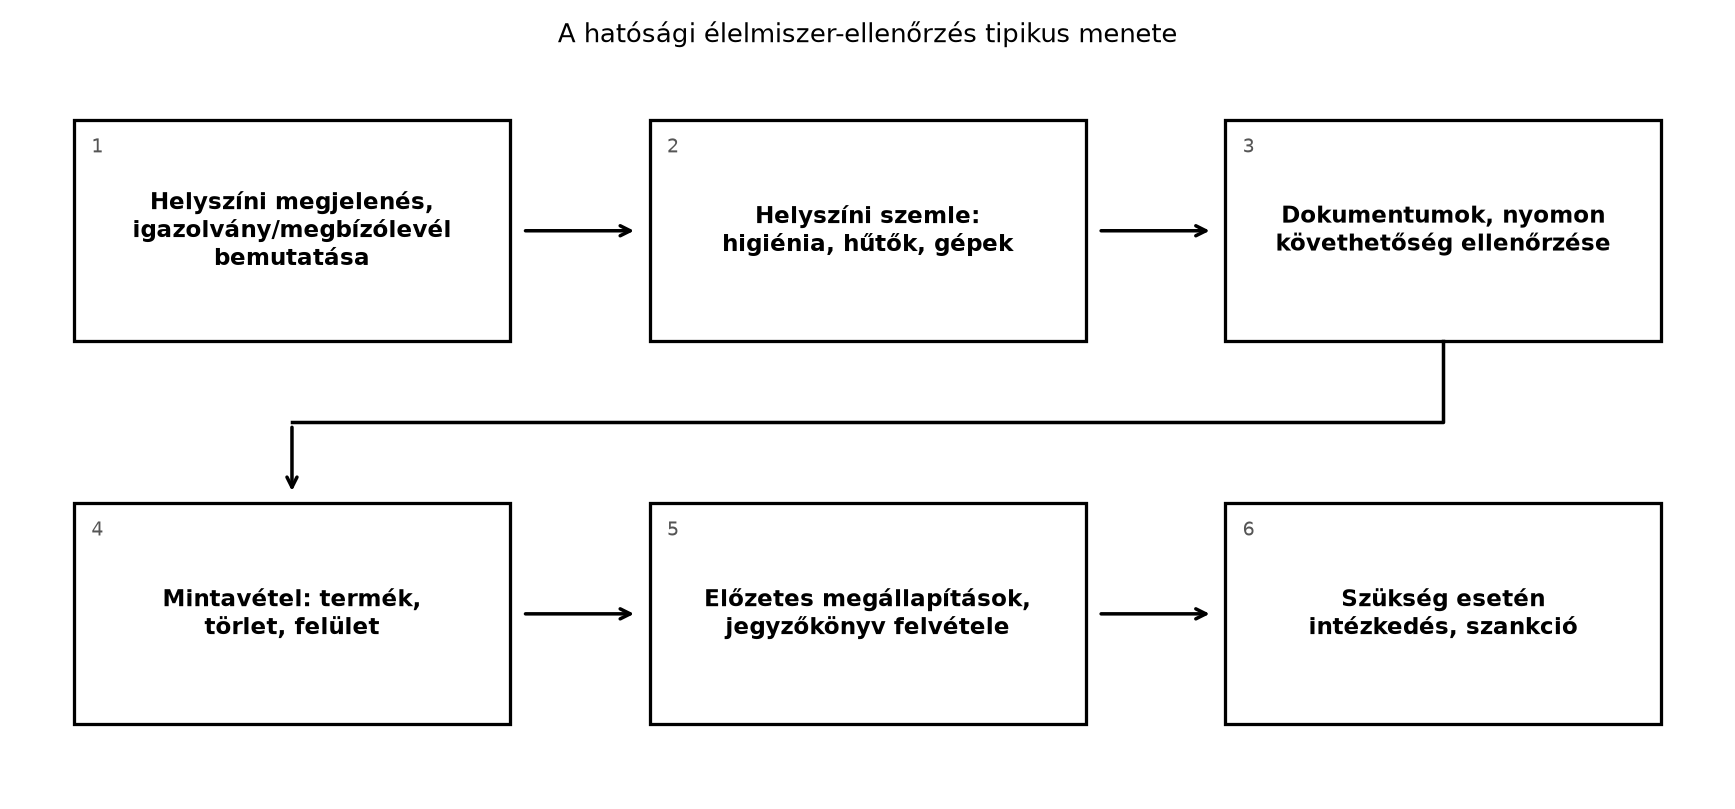 A hatósági élelmiszer-ellenőrzés tipikus menete
1
Helyszíni megjelenés,
igazolvány/megbízólevél
bemutatása
2
Helyszíni szemle:
higiénia, hűtők, gépek
3
Dokumentumok, nyomon
követhetőség ellenőrzése
4
Mintavétel: termék,
törlet, felület
5
Előzetes megállapítások,
jegyzőkönyv felvétele
6
Szükség esetén
intézkedés, szankció